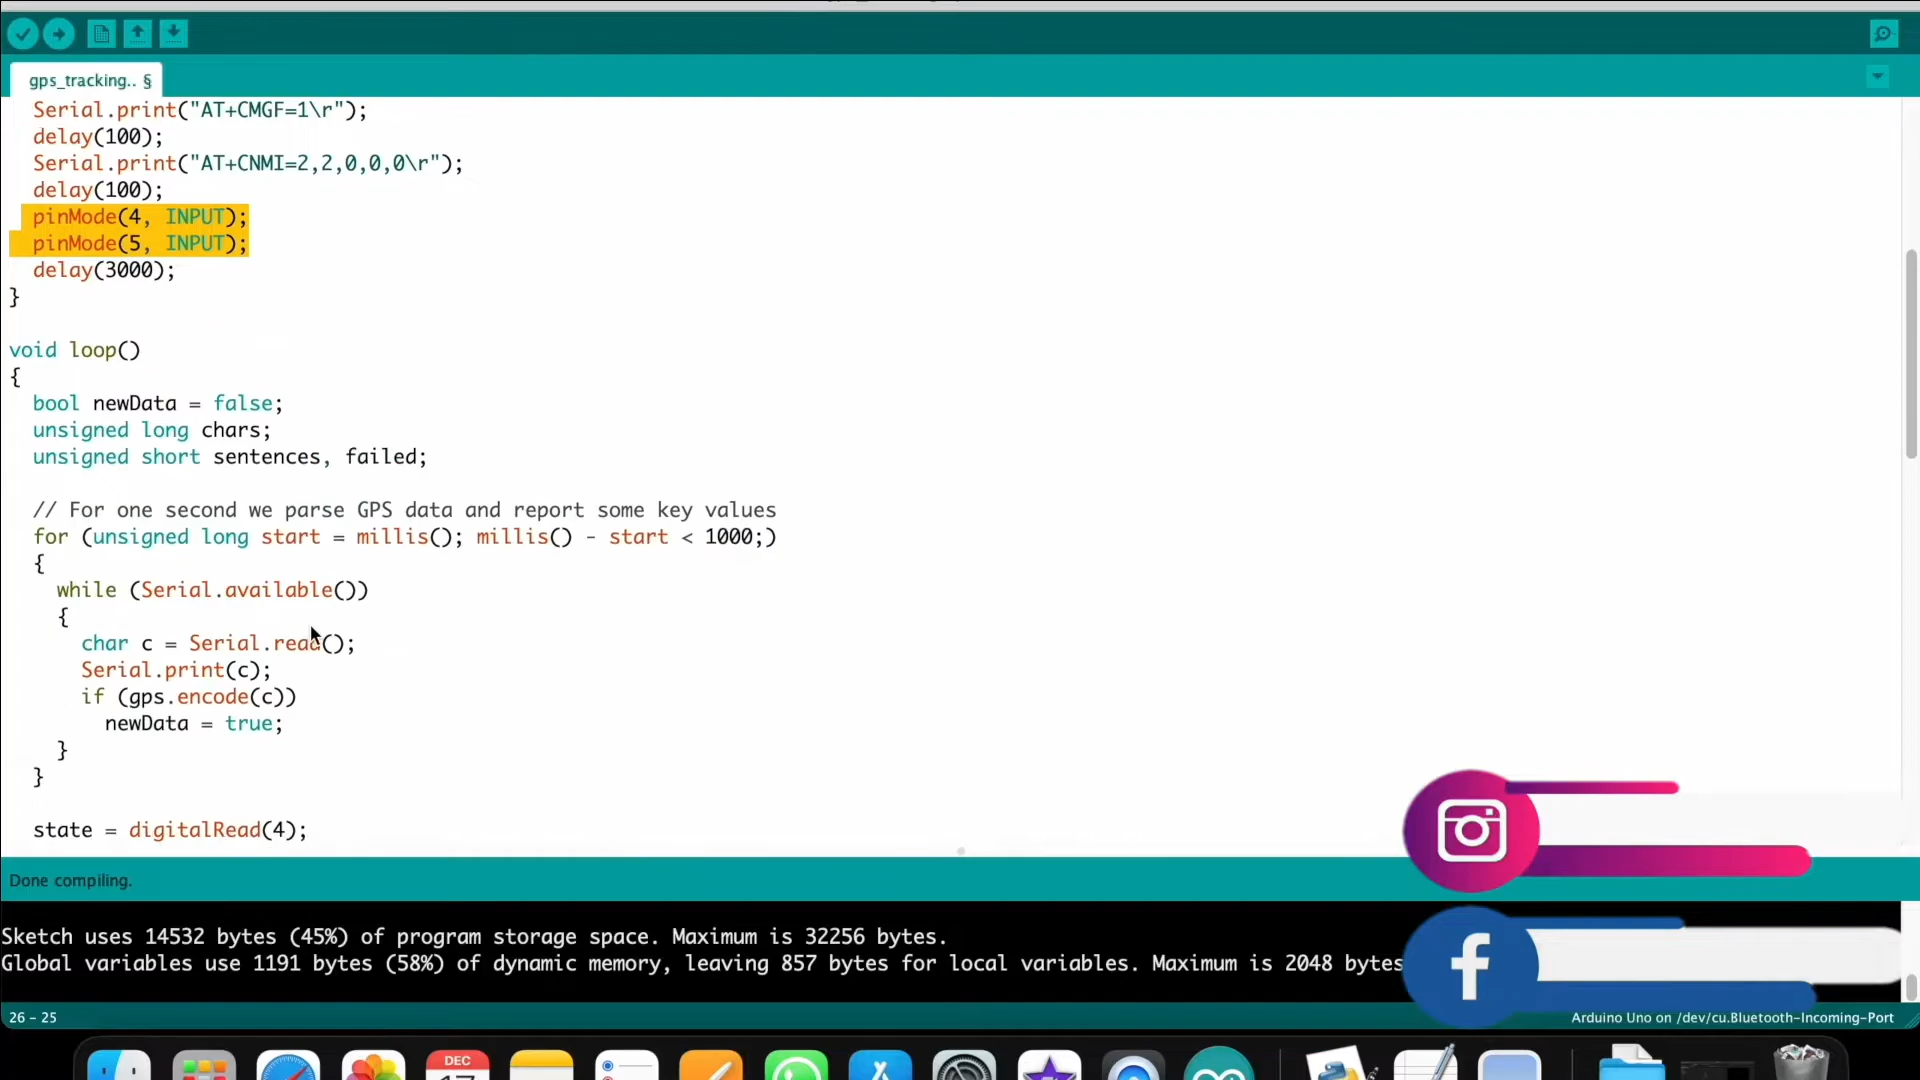 gps_tracking.. §
Serial.print("AT+CMGF=1\r");
delay(100);
Serial.print("AT+CNMI=2,2,0,0,0\r");
delay(100);
pinMode(4, INPUT);
pinMode(5, INPUT);
delay(3000);
}
void loop()
{
bool newData = false;
unsigned long chars;
unsigned short sentences, failed;
// For one second we parse GPS data and report some key values
for (unsigned long start = millis(); millis() - start < 1000;)
{
while (Serial.available())
{
char c = Serial.read();
Serial.print(c);
if (gps.encode(c))
newData = true;
}
}
state = digitalRead(4);
Done compiling.
Sketch uses 14532 bytes (45%) of program storage space. Maximum is 32256 bytes.
Global variables use 1191 bytes (58%) of dynamic memory, leaving 857 bytes for local variables. Maximum is 2048 bytes
26 - 25
Arduino Uno on /dev/cu.Bluetooth-Incoming-Port
DEC